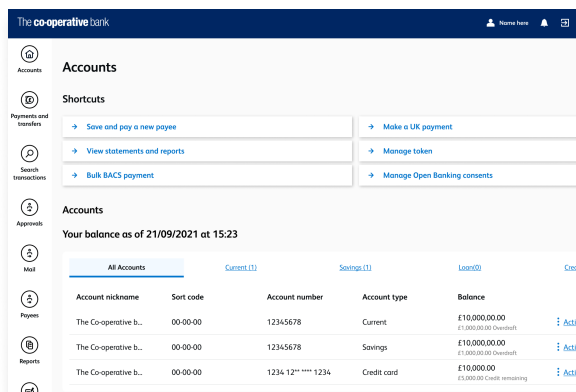 The co-operative bank
Name here
Accounts
Payments and transfers
Search transactions
Approvals
Mail
Payees
Reports
Accounts
Shortcuts
→ Save and pay a new payee → Make a UK payment
→ View statements and reports → Manage token
→ Bulk BACS payment → Manage Open Banking consents
Accounts
Your balance as of 21/09/2021 at 15:23
All Accounts Current (1) Savings (1) Loan(0) Cre
Account nickname Sort code Account number Account type Balance
The Co-operative b... 00-00-00 12345678 Current £10,000,00.00 Acti
£1,000,00.00 Overdraft
The Co-operative b... 00-00-00 12345678 Savings £10,000,00.00 Acti
£1,000,00.00 Overdraft
The Co-operative b... 00-00-00 1234 12** **** 1234 Credit card £10,000.00 Acti
£5,000.00 Credit remaining